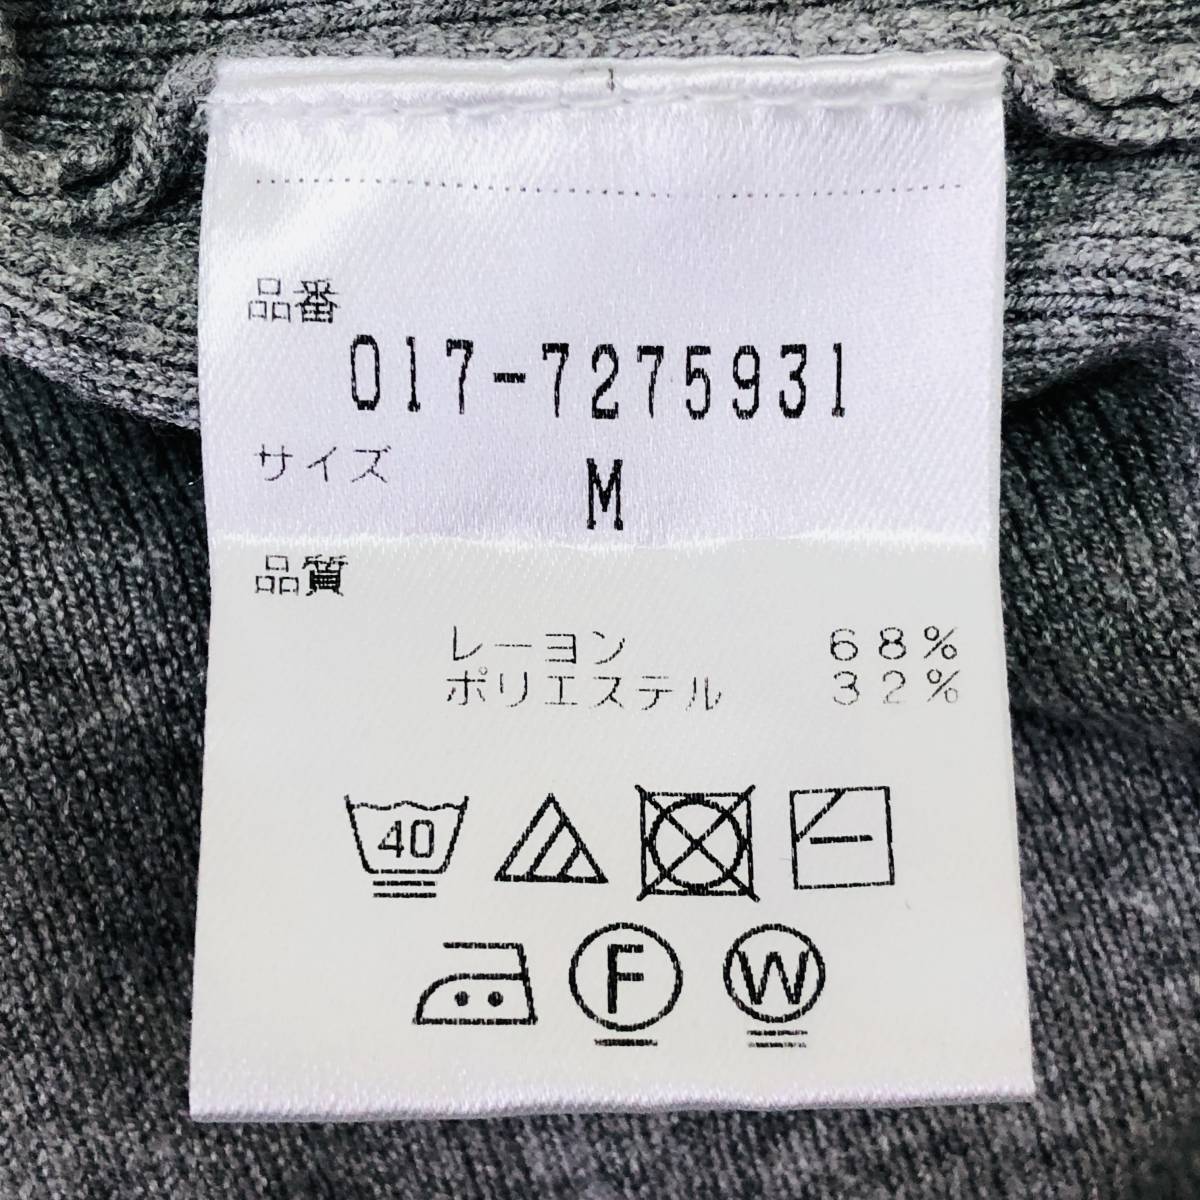 品番
017-7275931
サイズ
M
品質
レーヨン 68%
ポリエステル 32%
40
F W